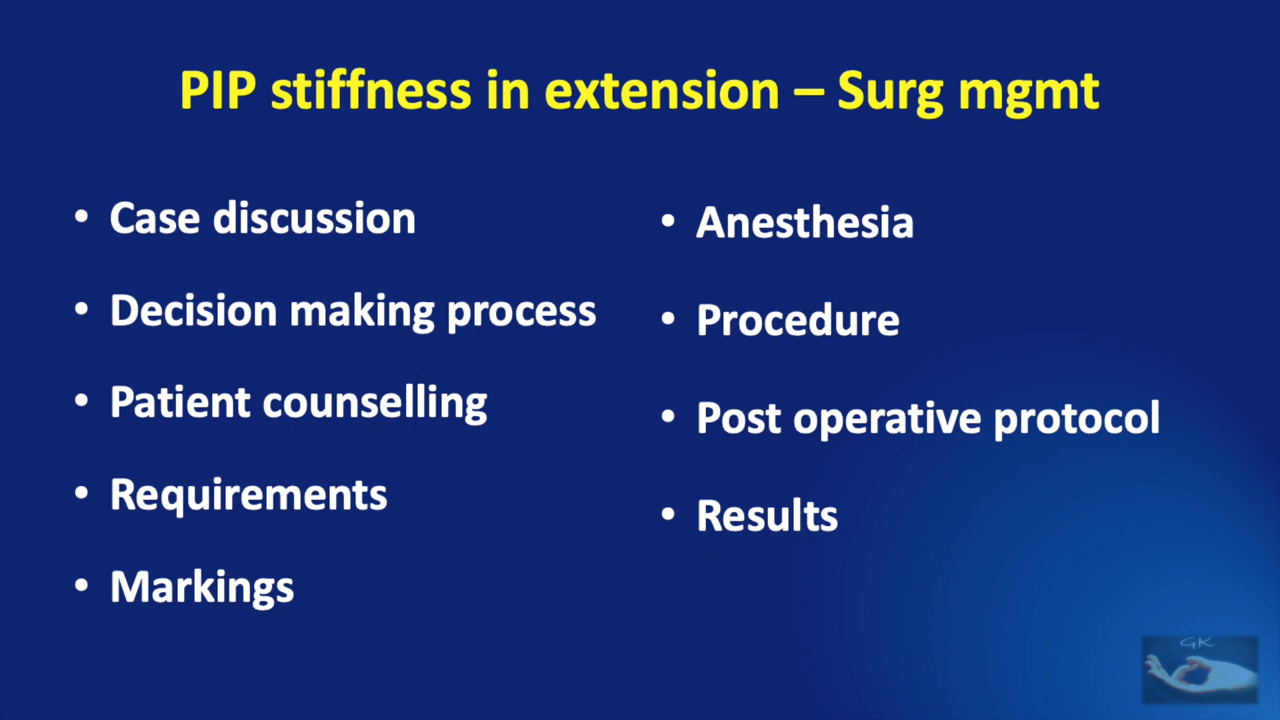 PIP stiffness in extension – Surg mgmt
• Case discussion
• Decision making process
• Patient counselling
• Requirements
• Markings
• Anesthesia
• Procedure
• Post operative protocol
• Results
GK